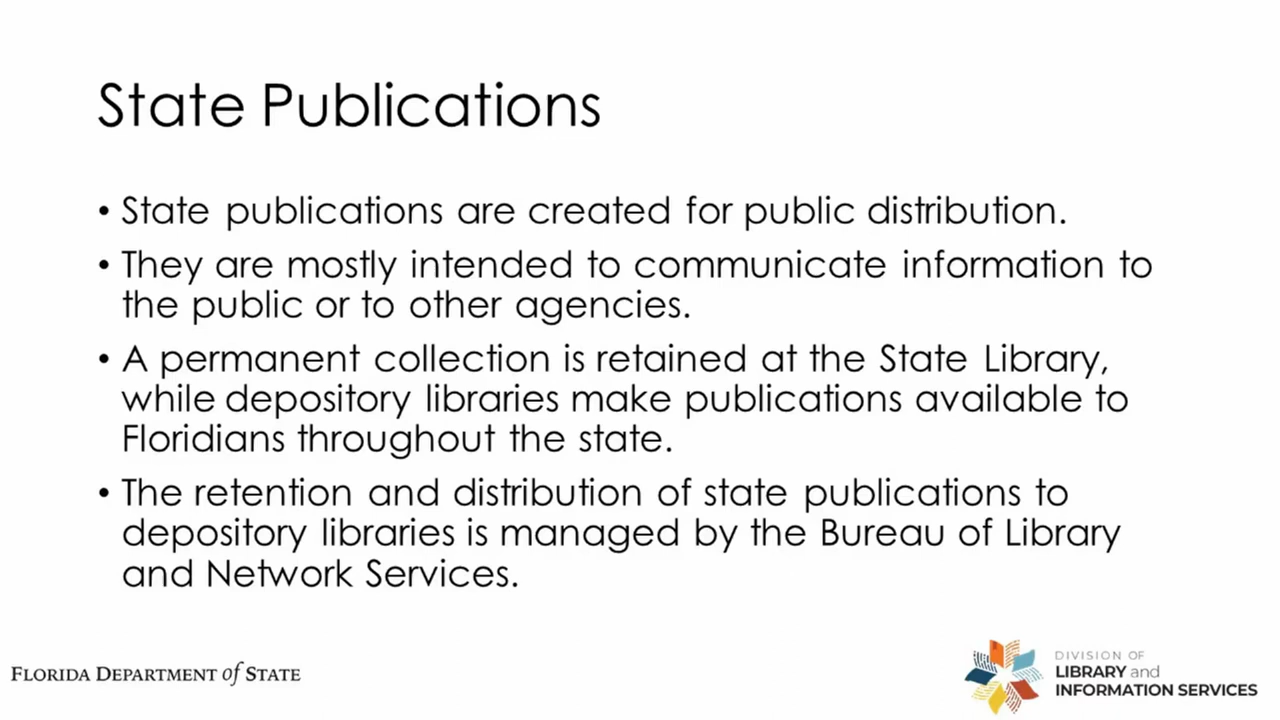 State Publications
• State publications are created for public distribution.
• They are mostly intended to communicate information to
the public or to other agencies.
• A permanent collection is retained at the State Library,
while depository libraries make publications available to
Floridians throughout the state.
• The retention and distribution of state publications to
depository libraries is managed by the Bureau of Library
and Network Services.
FLORIDA DEPARTMENT of STATE
DIVISION OF
LIBRARY and
INFORMATION SERVICES